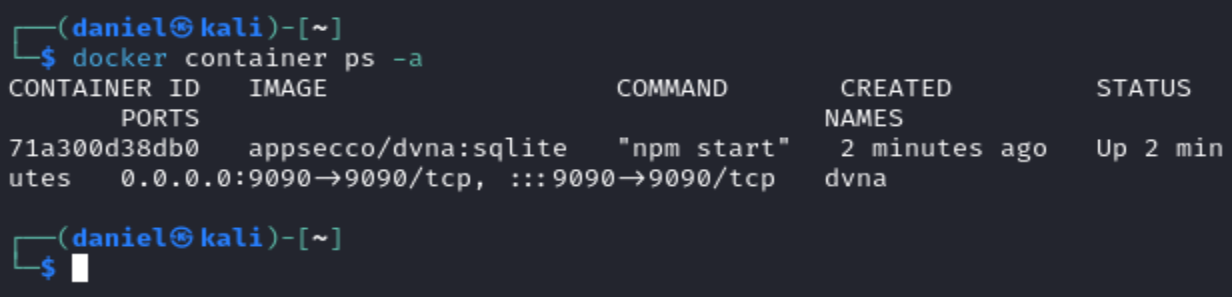 ┌──(daniel㉿kali)-[~]
└─$ docker container ps -a
CONTAINER ID   IMAGE                   COMMAND       CREATED         STATUS
       PORTS                                         NAMES
71a300d38db0   appsecco/dvna:sqlite   "npm start"   2 minutes ago   Up 2 min
utes   0.0.0.0:9090→9090/tcp, :::9090→9090/tcp   dvna
┌──(daniel㉿kali)-[~]
└─$